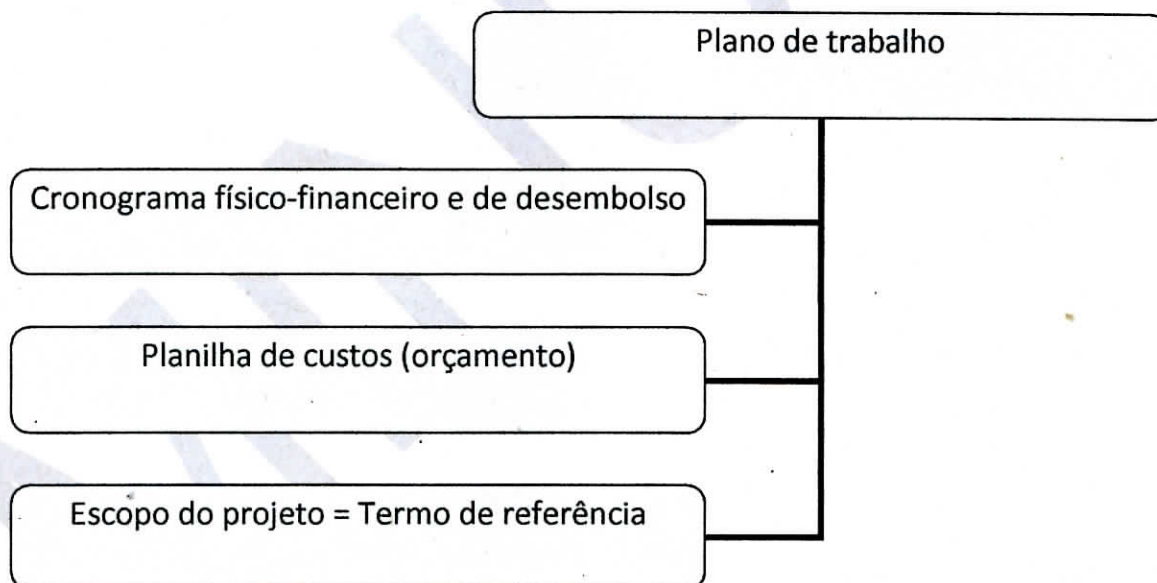 Plano de trabalho
Cronograma físico-financeiro e de desembolso
Planilha de custos (orçamento)
Escopo do projeto = Termo de referência